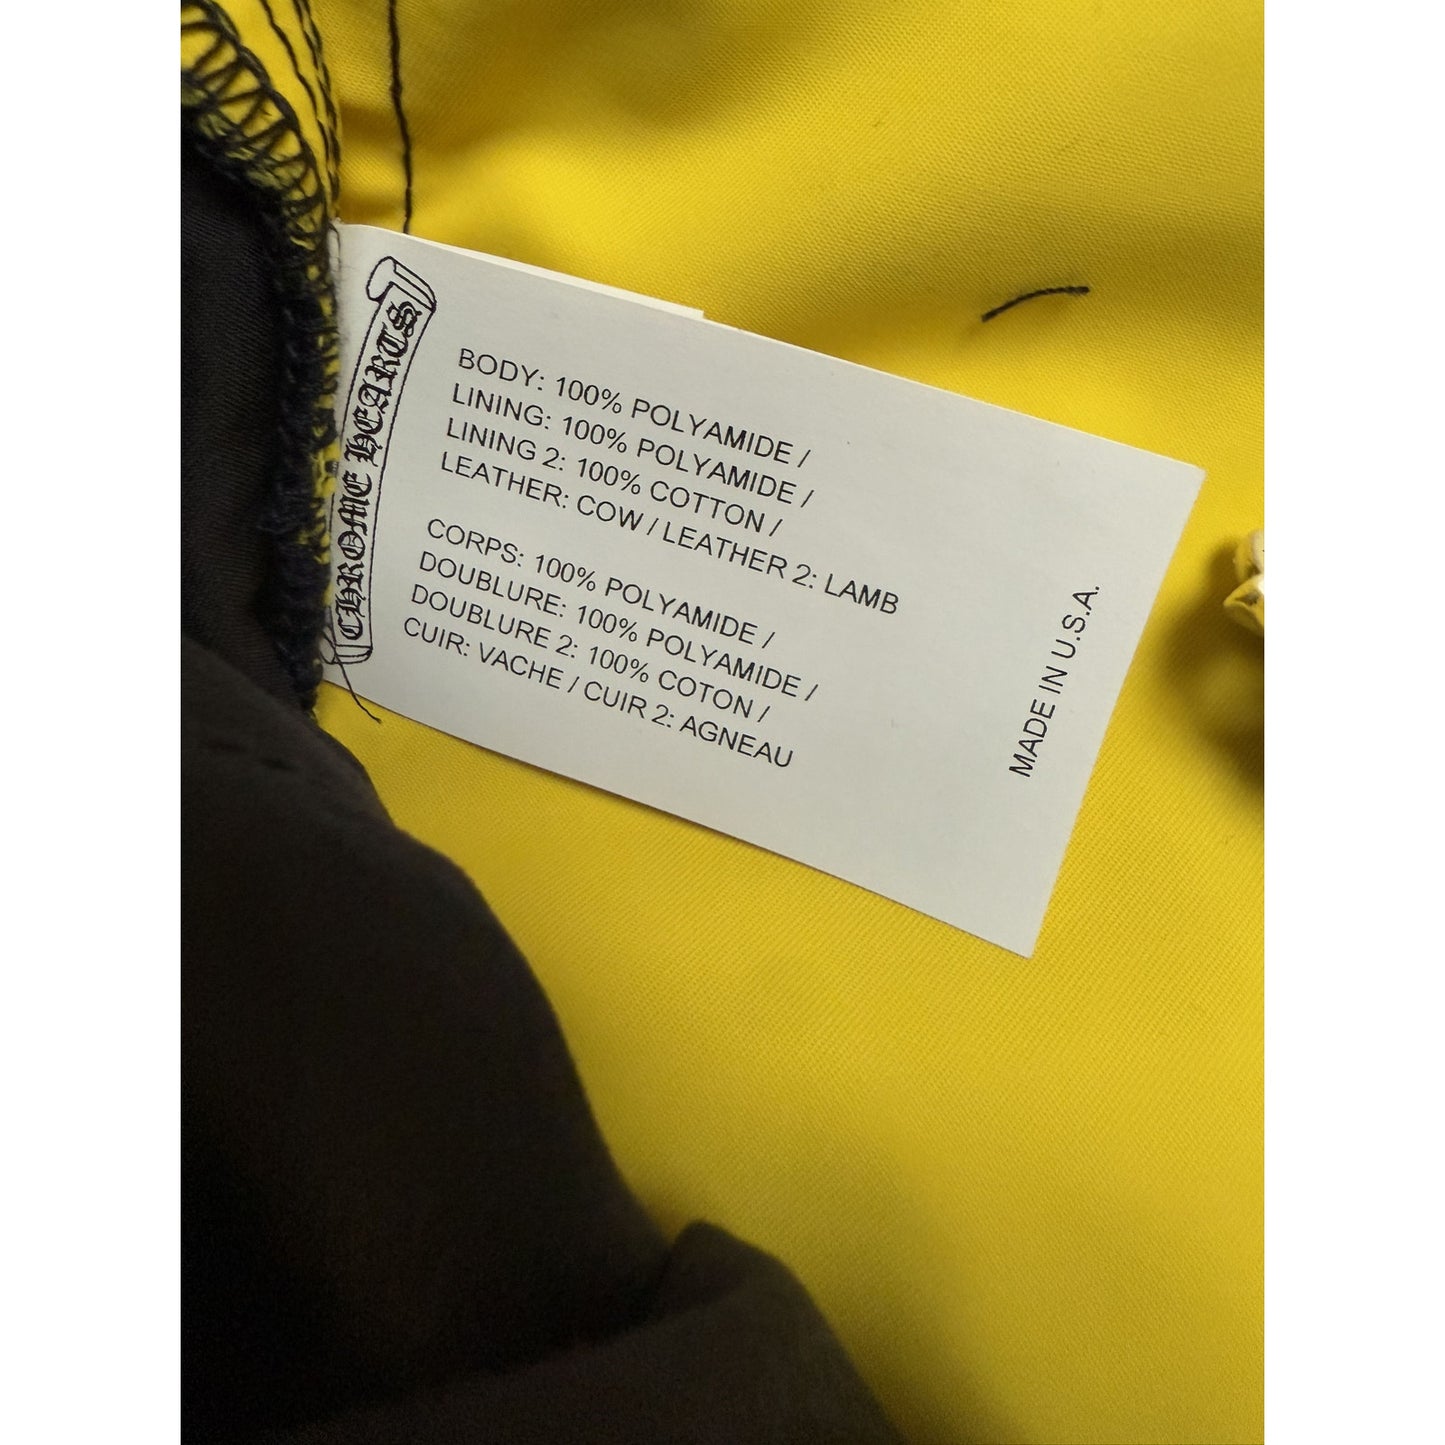 CHROME HEARTS
BODY: 100% POLYAMIDE /
LINING: 100% POLYAMIDE /
LINING 2: 100% COTTON /
LEATHER: COW / LEATHER 2: LAMB
CORPS: 100% POLYAMIDE /
DOUBLURE: 100% POLYAMIDE /
DOUBLURE 2: 100% COTON /
CUIR: VACHE / CUIR 2: AGNEAU
MADE IN U.S.A.